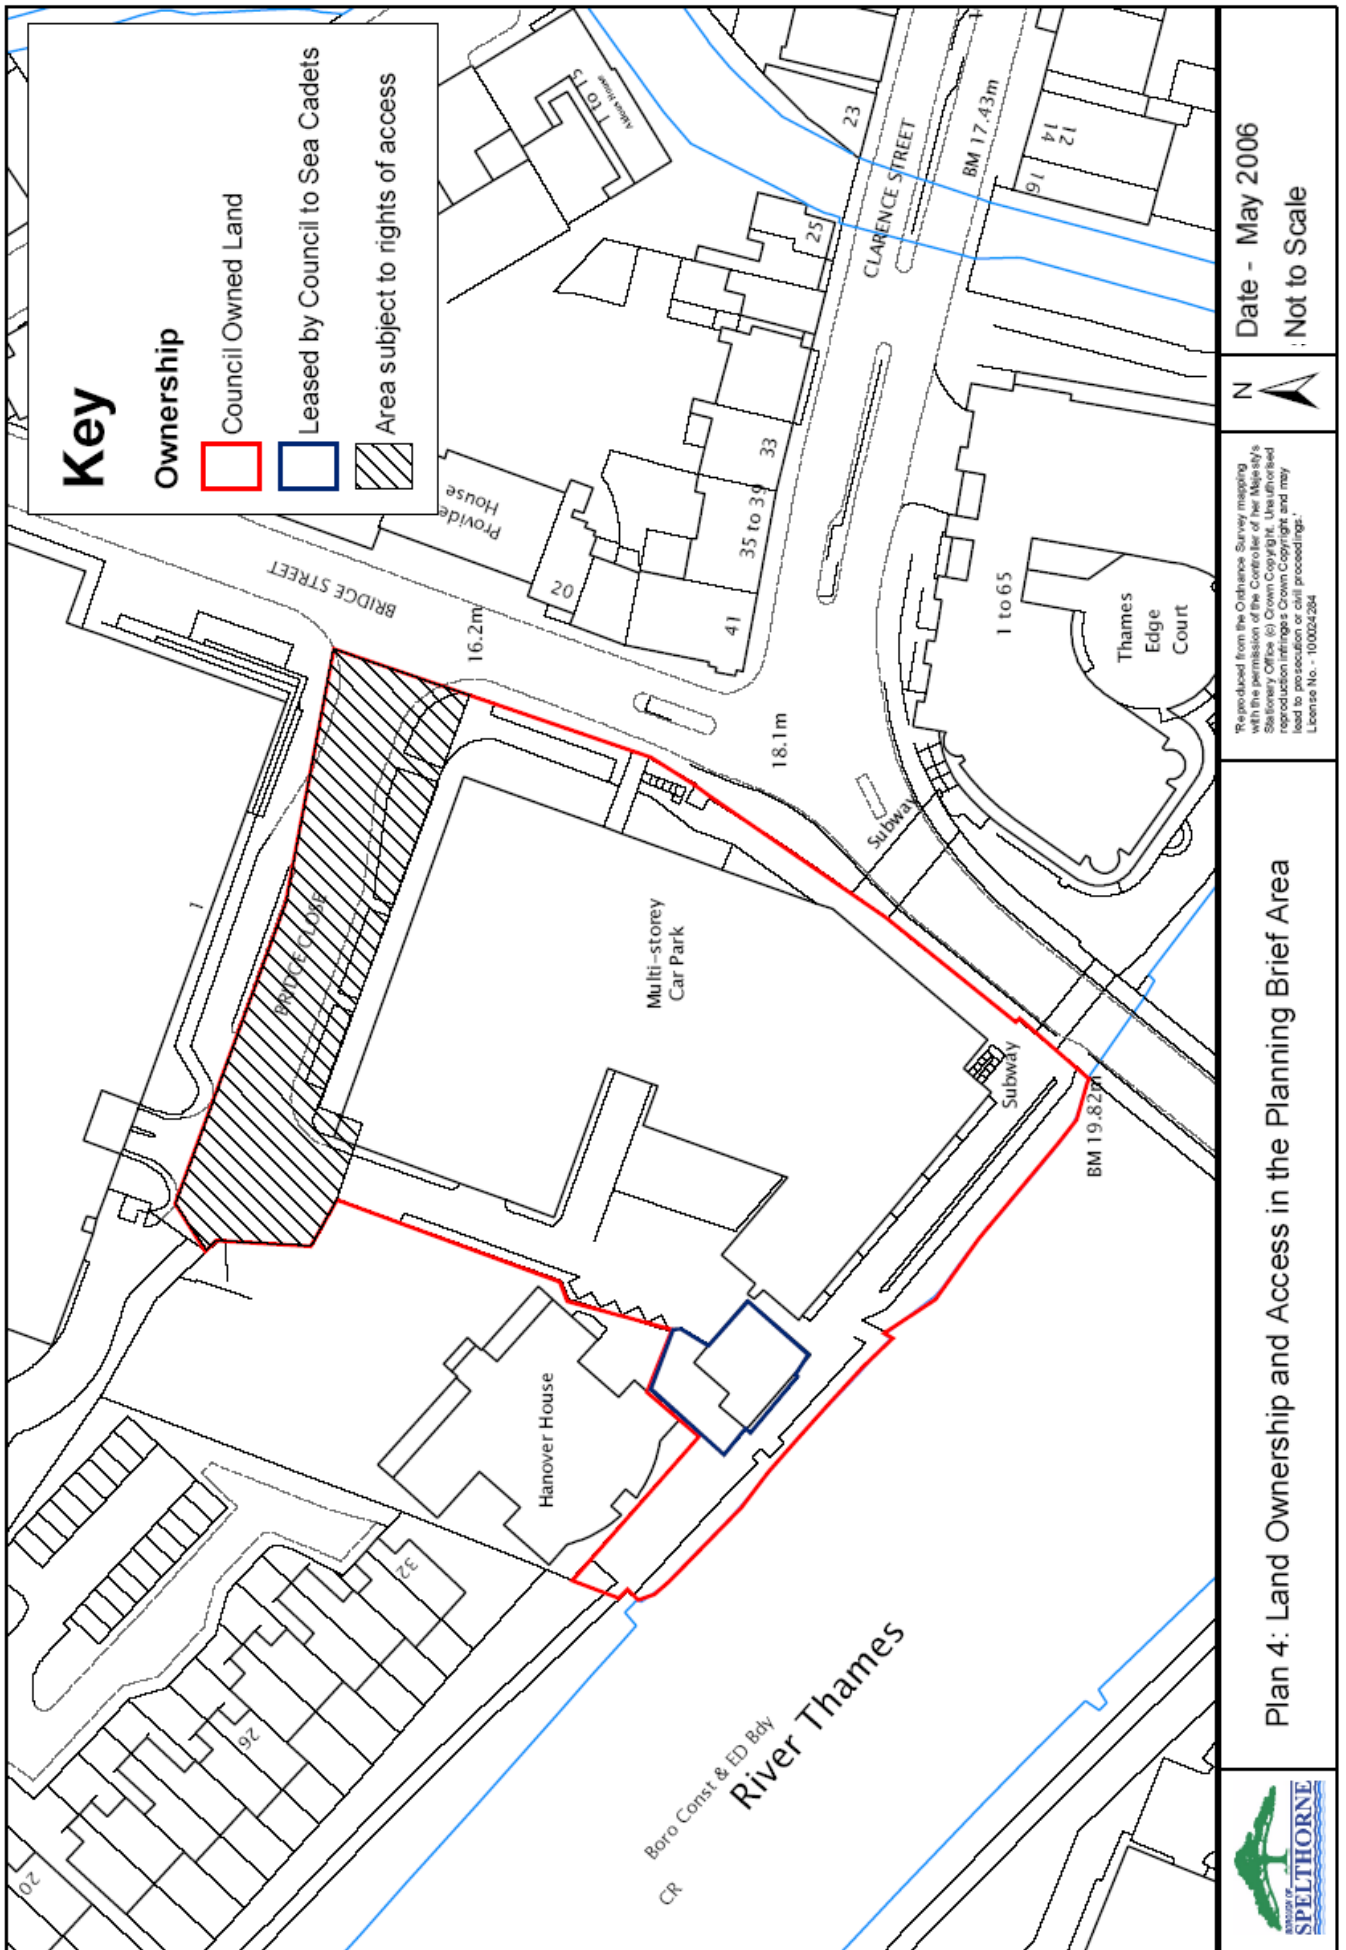 Key
Ownership
Council Owned Land
Leased by Council to Sea Cadets
Area subject to rights of access
1 to 15
Aldous House
23
CLARENCE STREET
BM 17.43m
12
14
16
25
33
35 to 39
41
20
Provide
House
BRIDGE STREET
16.2m
18.1m
Subway
1 to 65
Thames
Edge
Court
1
BRIDGE CLOSE
Multi-storey
Car Park
Subway
BM 19.82m
Hanover House
32
26
20
Boro Const & ED Bdy
River Thames
CR
BOROUGH OF
SPELTHORNE
Plan 4: Land Ownership and Access in the Planning Brief Area
'Reproduced from the Ordnance Survey mapping
with the permission of the Controller of her Majesty's
Stationary Office (c) Crown Copyright. Unauthorised
reproduction infringes Crown Copyright and may
lead to prosecution or civil proceedings.'
License No. - 100024284
N
Date - May 2006
: Not to Scale